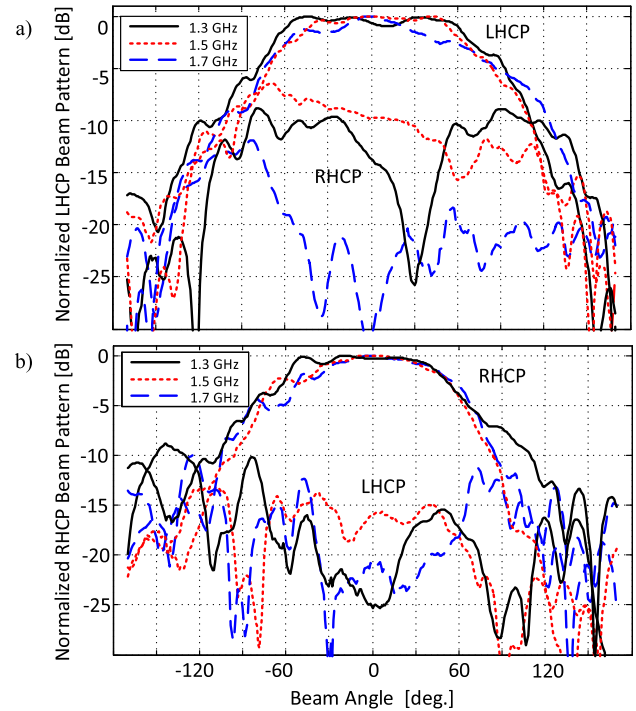 a)
Normalized LHCP Beam Pattern [dB]
0
-5
-10
-15
-20
-25
1.3 GHz
1.5 GHz
1.7 GHz
LHCP
RHCP
b)
Normalized RHCP Beam Pattern [dB]
0
-5
-10
-15
-20
-25
1.3 GHz
1.5 GHz
1.7 GHz
RHCP
LHCP
-120 -60 0 60 120
Beam Angle [deg.]